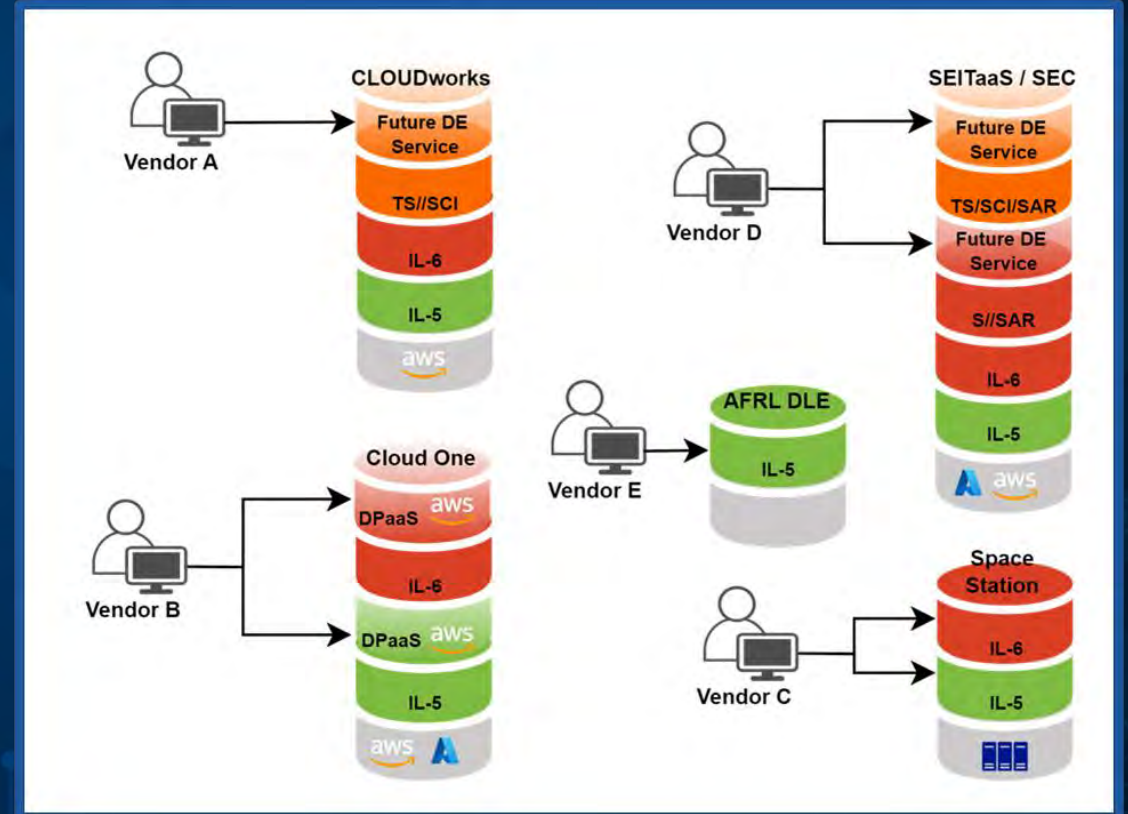 CLOUDworks
Future DE
Service
TS//SCI
IL-6
IL-5
aws
Vendor A
SEITaaS / SEC
Future DE
Service
TS/SCI/SAR
Future DE
Service
S//SAR
IL-6
IL-5
aws
Vendor D
AFRL DLE
IL-5
Vendor E
Cloud One
DPaaS aws
IL-6
DPaaS aws
IL-5
aws
Vendor B
Space
Station
IL-6
IL-5
Vendor C